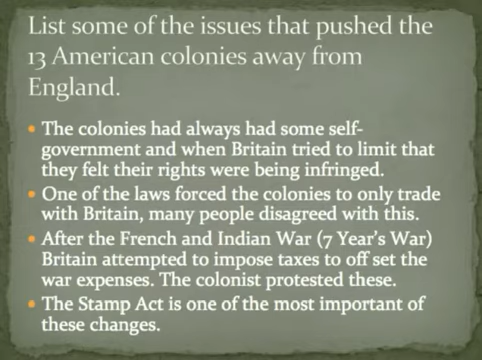 List some of the issues that pushed the
13 American colonies away from
England.
• The colonies had always had some self-
government and when Britain tried to limit that
they felt their rights were being infringed.
• One of the laws forced the colonies to only trade
with Britain, many people disagreed with this.
• After the French and Indian War (7 Year's War)
Britain attempted to impose taxes to off set the
war expenses. The colonist protested these.
• The Stamp Act is one of the most important of
these changes.